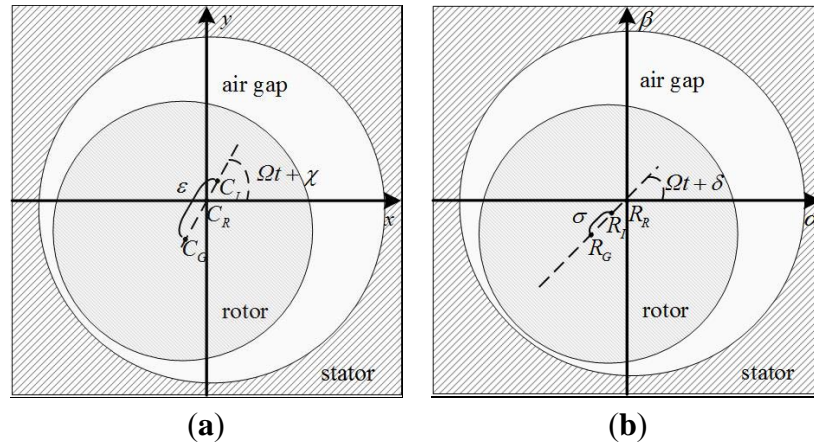 y
air gap
ε
Ωt + χ
C_I
C_R
x
C_G
rotor
stator
(a)
β
air gap
Ωt + δ
σ
R_I
R_R
R_G
rotor
stator
(b)